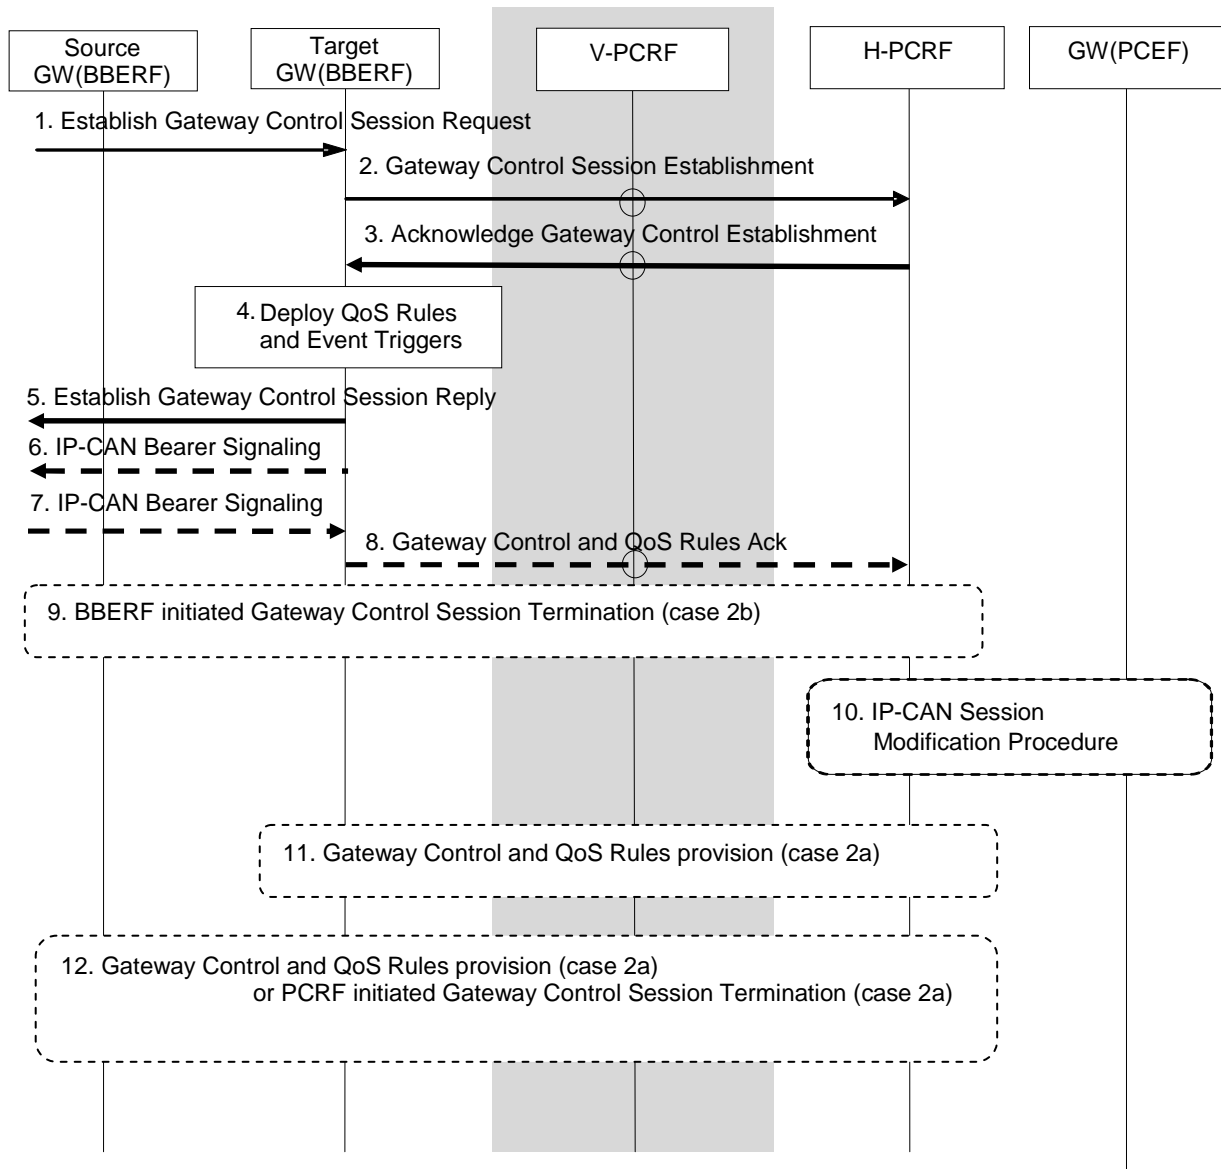 Source
GW(BBERF)
Target
GW(BBERF)
V-PCRF
H-PCRF
GW(PCEF)
1. Establish Gateway Control Session Request
2. Gateway Control Session Establishment
3. Acknowledge Gateway Control Establishment
4. Deploy QoS Rules
and Event Triggers
5. Establish Gateway Control Session Reply
6. IP-CAN Bearer Signaling
7. IP-CAN Bearer Signaling
8. Gateway Control and QoS Rules Ack
9. BBERF initiated Gateway Control Session Termination (case 2b)
10. IP-CAN Session
Modification Procedure
11. Gateway Control and QoS Rules provision (case 2a)
12. Gateway Control and QoS Rules provision (case 2a)
or PCRF initiated Gateway Control Session Termination (case 2a)